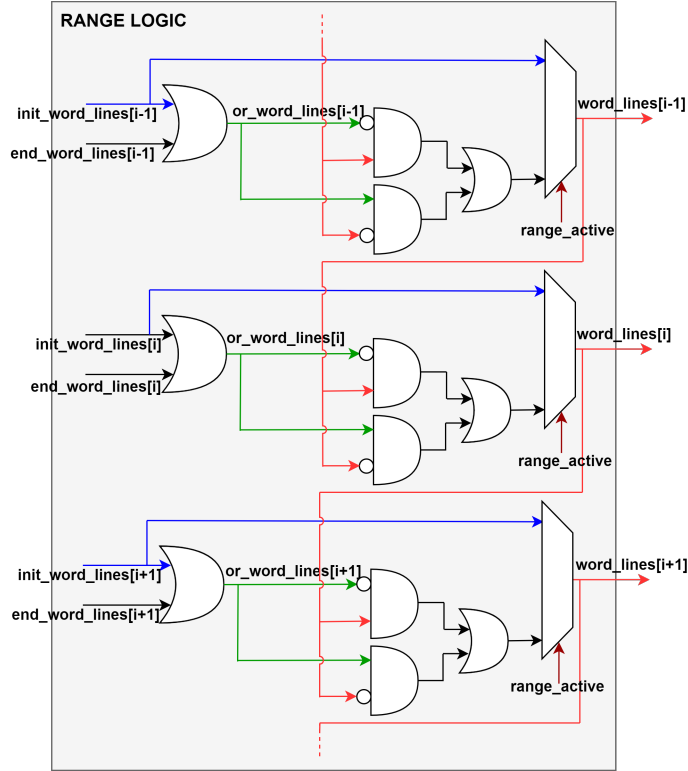 RANGE LOGIC
init_word_lines[i-1]
or_word_lines[i-1]
word_lines[i-1]
end_word_lines[i-1]
range_active
init_word_lines[i]
or_word_lines[i]
word_lines[i]
end_word_lines[i]
range_active
init_word_lines[i+1]
or_word_lines[i+1]
word_lines[i+1]
end_word_lines[i+1]
range_active